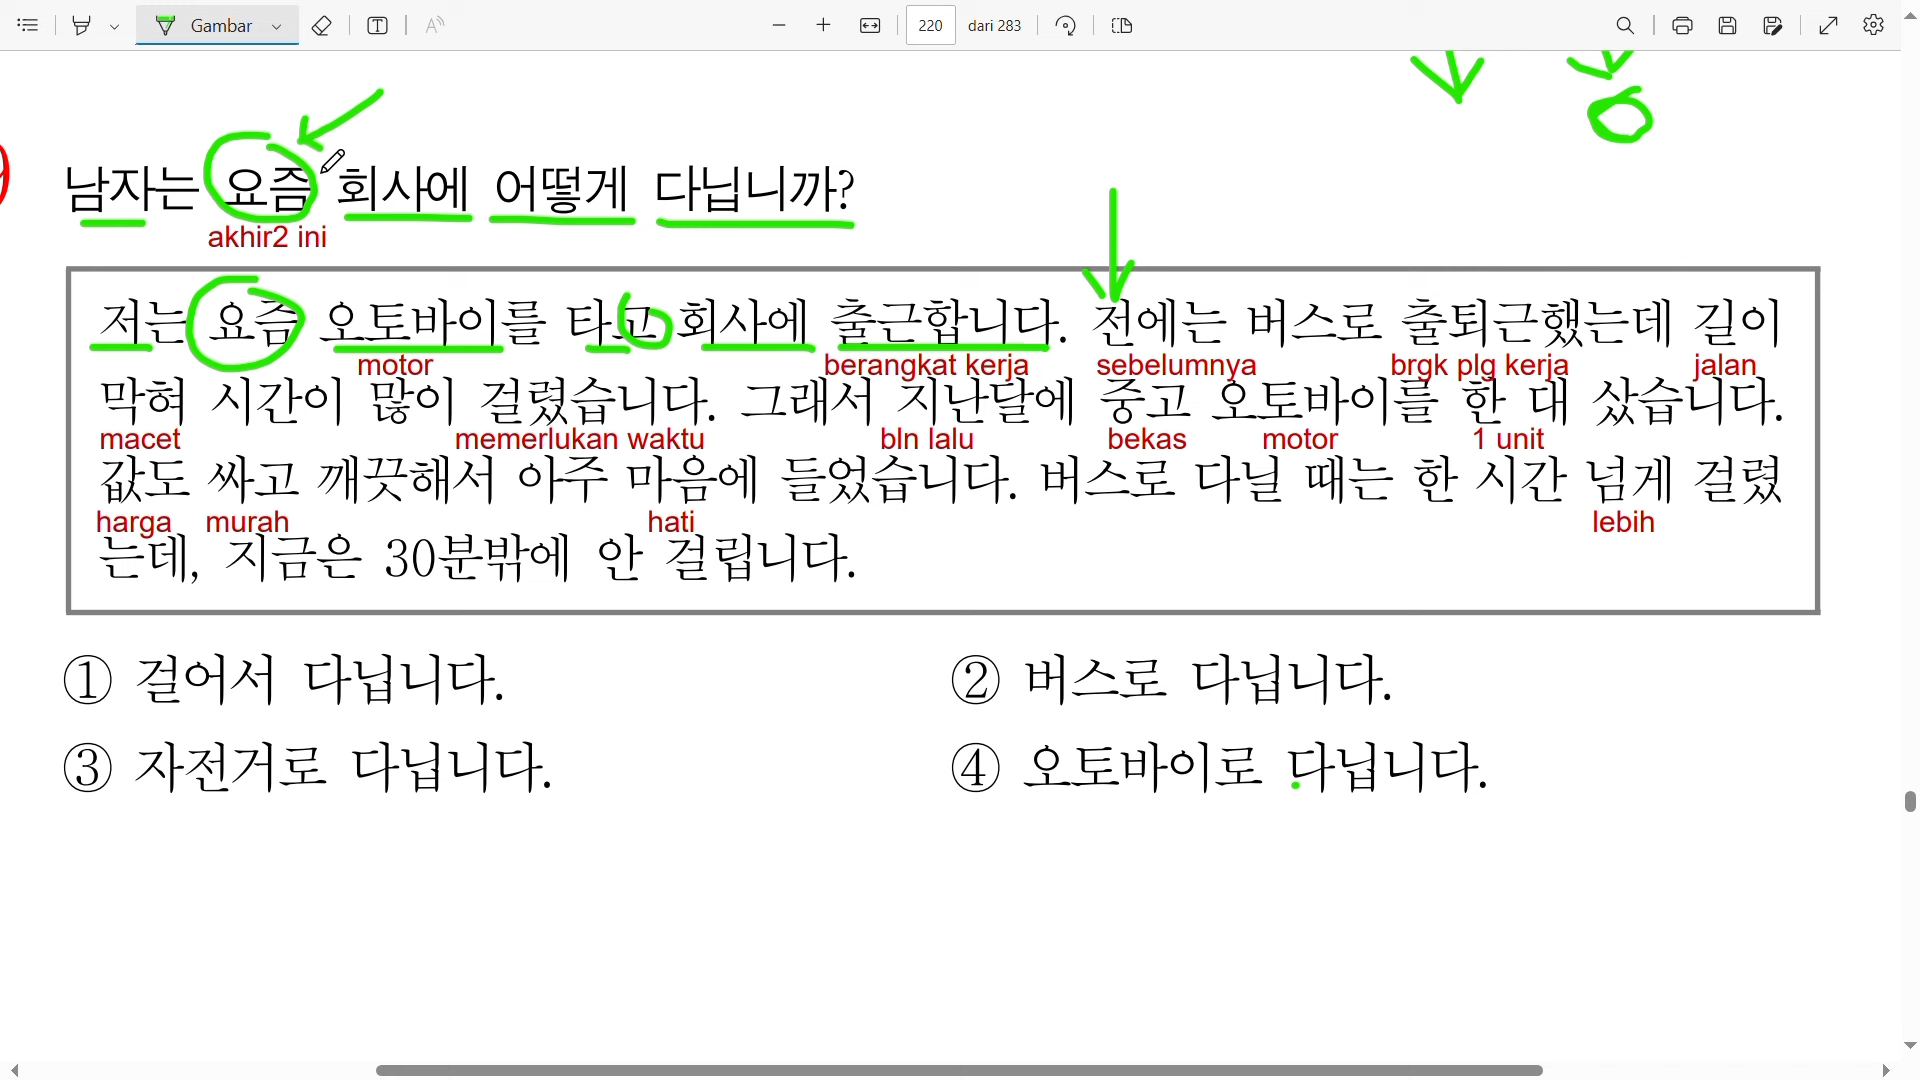 Gambar 220 dari 283
남자는 요즘 회사에 어떻게 다닙니까?
akhir2 ini
저는 요즘 오토바이를 타고 회사에 출근합니다. 전에는 버스로 출퇴근했는데 길이
motor berangkat kerja sebelumnya brgk plg kerja jalan
막혀 시간이 많이 걸렸습니다. 그래서 지난달에 중고 오토바이를 한 대 샀습니다.
macet memerlukan waktu bln lalu bekas motor 1 unit
값도 싸고 깨끗해서 아주 마음에 들었습니다. 버스로 다닐 때는 한 시간 넘게 걸렸
harga murah hati lebih
는데, 지금은 30분밖에 안 걸립니다.
① 걸어서 다닙니다. ② 버스로 다닙니다.
③ 자전거로 다닙니다. ④ 오토바이로 다닙니다.